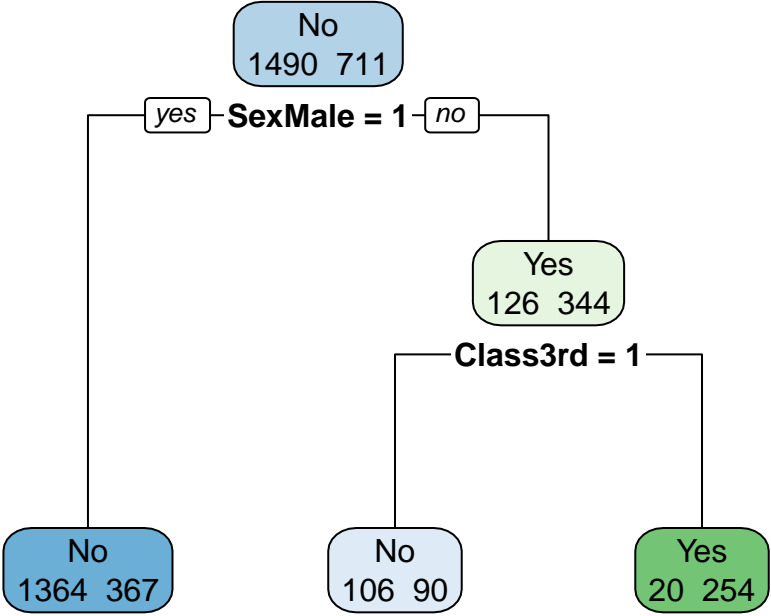 No
1490 711
yes SexMale = 1 no
Yes
126 344
Class3rd = 1
No
1364 367
No
106 90
Yes
20 254